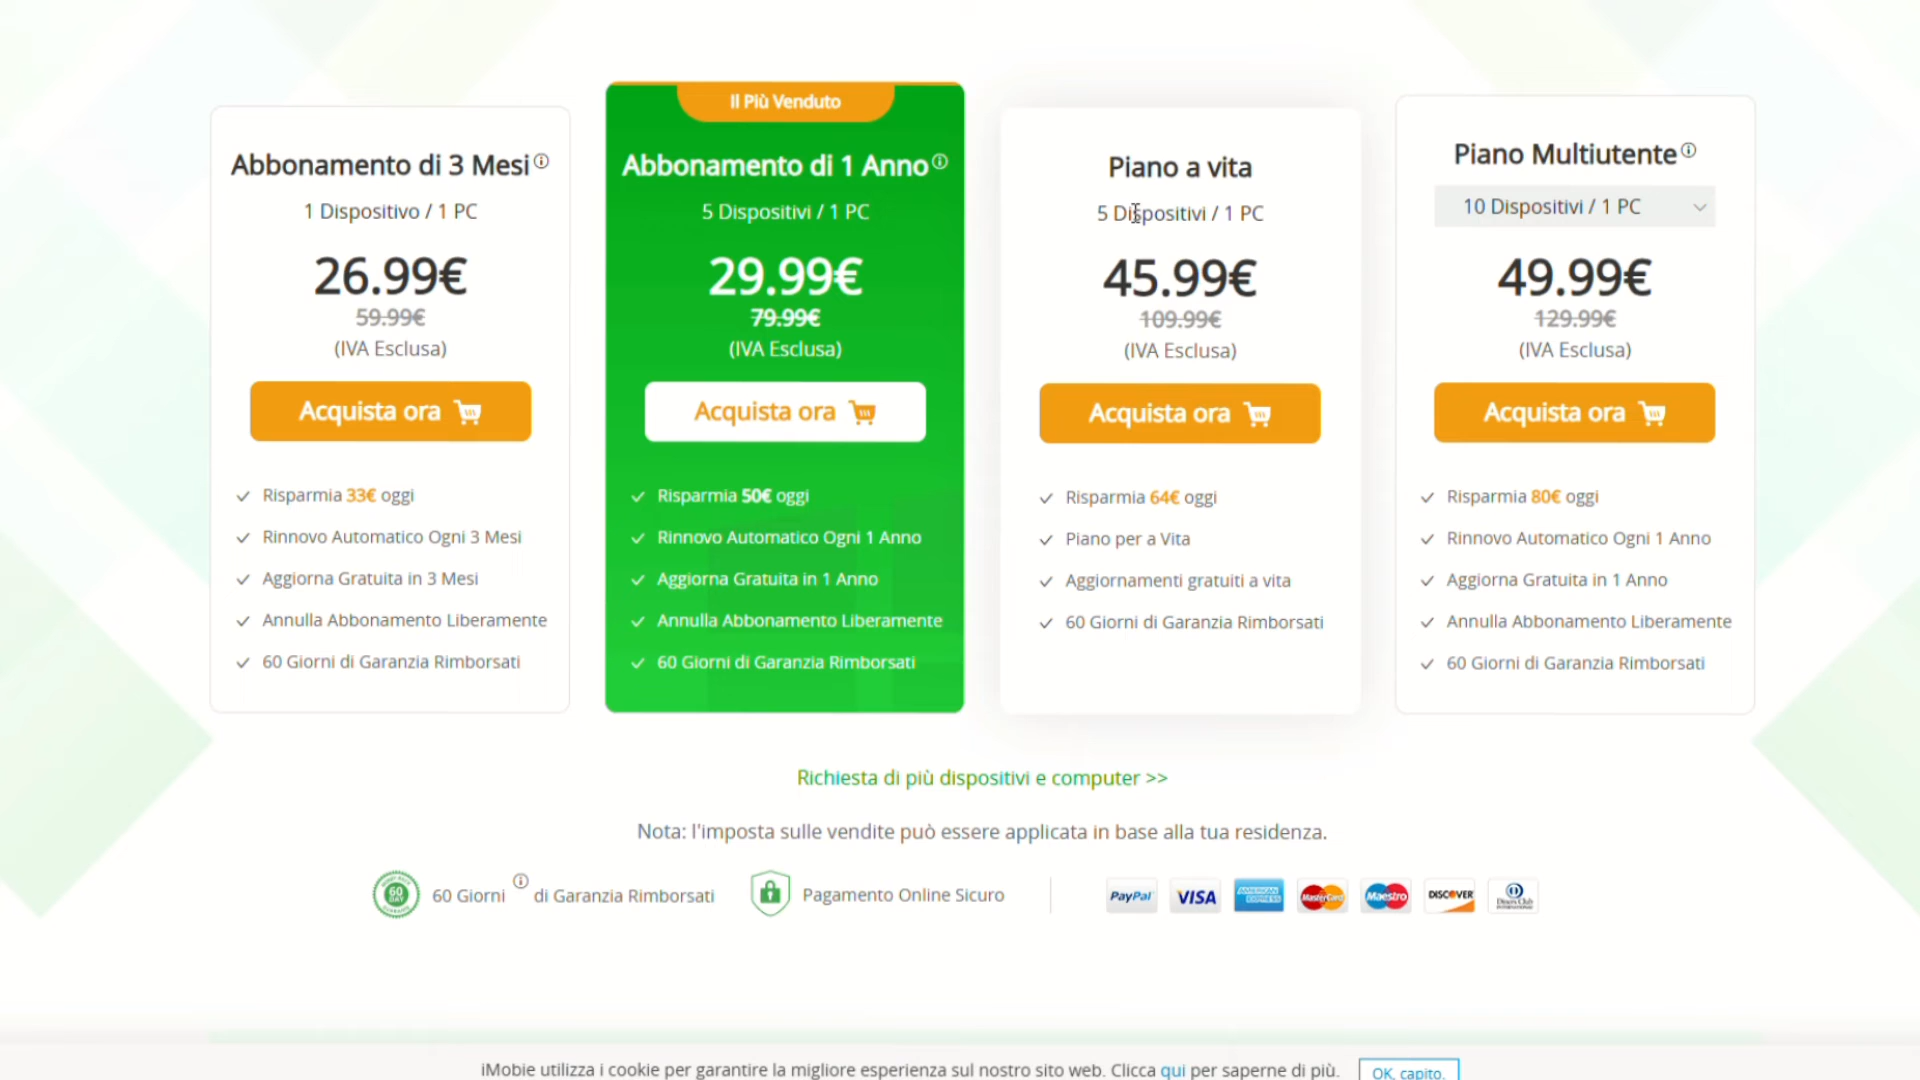 Abbonamento di 3 Mesi
1 Dispositivo / 1 PC
26.99€
59.99€
(IVA Esclusa)
Acquista ora
Risparmia 33€ oggi
Rinnovo Automatico Ogni 3 Mesi
Aggiorna Gratuita in 3 Mesi
Annulla Abbonamento Liberamente
60 Giorni di Garanzia Rimborsati
Il Più Venduto
Abbonamento di 1 Anno
5 Dispositivi / 1 PC
29.99€
79.99€
(IVA Esclusa)
Acquista ora
Risparmia 50€ oggi
Rinnovo Automatico Ogni 1 Anno
Aggiorna Gratuita in 1 Anno
Annulla Abbonamento Liberamente
60 Giorni di Garanzia Rimborsati
Piano a vita
5 Dispositivi / 1 PC
45.99€
109.99€
(IVA Esclusa)
Acquista ora
Risparmia 64€ oggi
Piano per a Vita
Aggiornamenti gratuiti a vita
60 Giorni di Garanzia Rimborsati
Piano Multiutente
10 Dispositivi / 1 PC
49.99€
129.99€
(IVA Esclusa)
Acquista ora
Risparmia 80€ oggi
Rinnovo Automatico Ogni 1 Anno
Aggiorna Gratuita in 1 Anno
Annulla Abbonamento Liberamente
60 Giorni di Garanzia Rimborsati
Richiesta di più dispositivi e computer >>
Nota: l'imposta sulle vendite può essere applicata in base alla tua residenza.
60 DAY
60 Giorni di Garanzia Rimborsati
Pagamento Online Sicuro
PayPal
VISA
AMERICAN EXPRESS
MasterCard
Maestro
DISCOVER
Diners Club
iMobie utilizza i cookie per garantire la migliore esperienza sul nostro sito web. Clicca qui per saperne di più.
OK, capito.